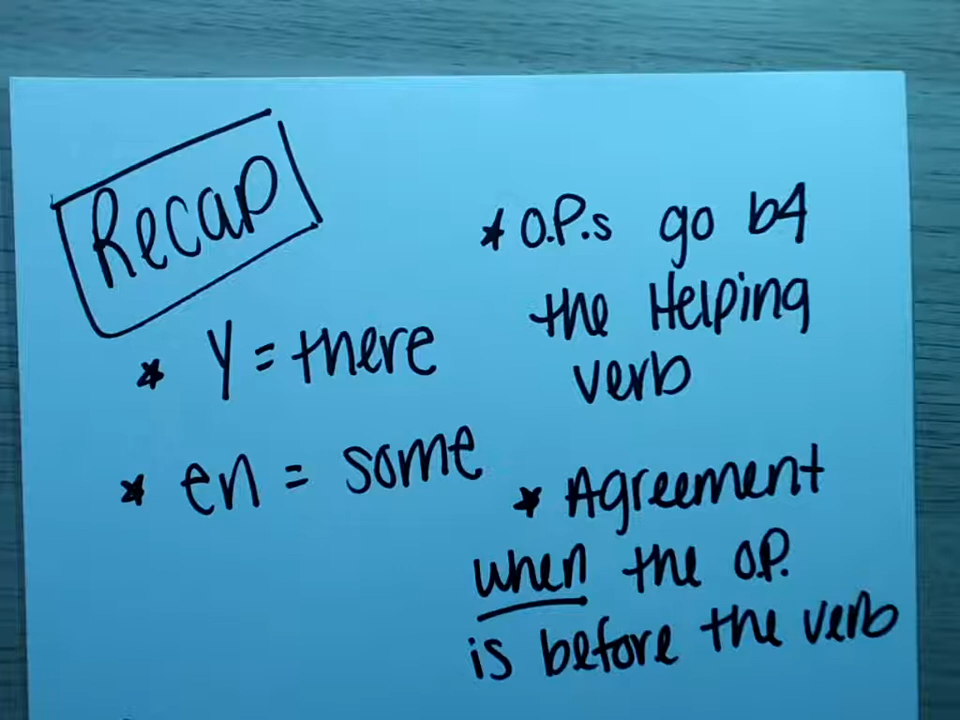 Recap
* Y = there
* en = some
* O.P.s go b4
the Helping
verb
* Agreement
when the O.P.
is before the verb